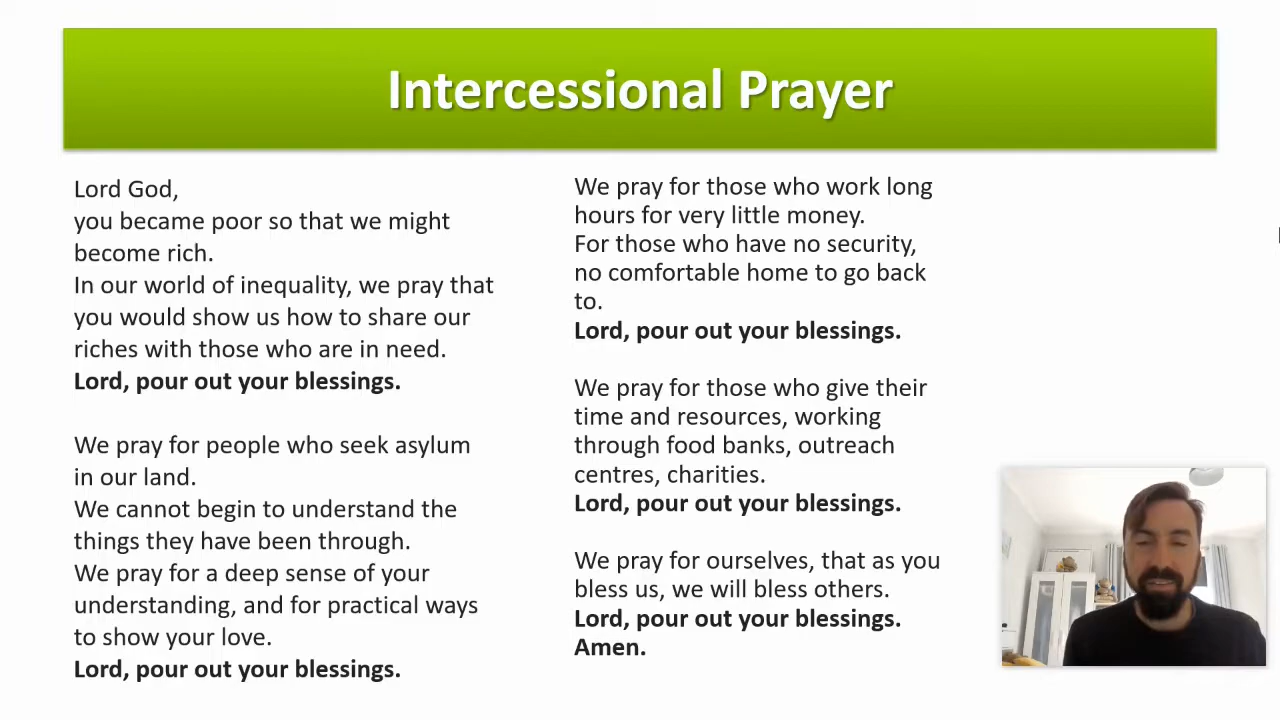 Intercessional Prayer
Lord God,
you became poor so that we might
become rich.
In our world of inequality, we pray that
you would show us how to share our
riches with those who are in need.
Lord, pour out your blessings.
We pray for people who seek asylum
in our land.
We cannot begin to understand the
things they have been through.
We pray for a deep sense of your
understanding, and for practical ways
to show your love.
Lord, pour out your blessings.
We pray for those who work long
hours for very little money.
For those who have no security,
no comfortable home to go back
to.
Lord, pour out your blessings.
We pray for those who give their
time and resources, working
through food banks, outreach
centres, charities.
Lord, pour out your blessings.
We pray for ourselves, that as you
bless us, we will bless others.
Lord, pour out your blessings.
Amen.